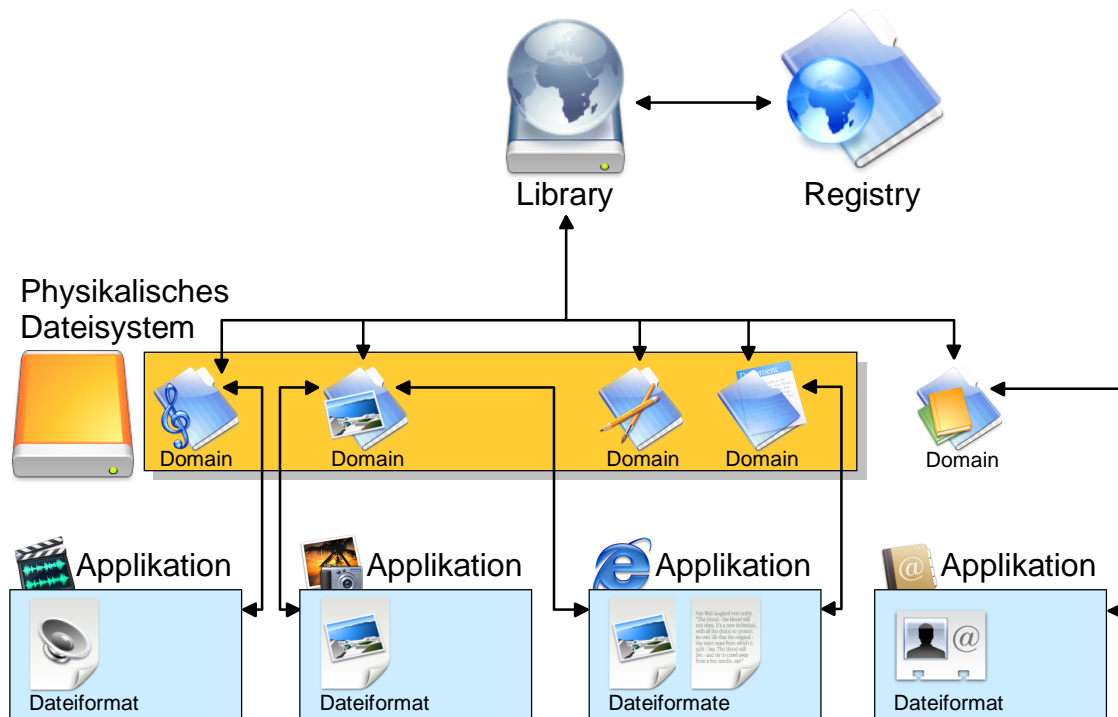 Library
Registry
Physikalisches
Dateisystem
Domain
Domain
Domain
Domain
Domain
Applikation
Applikation
Applikation
Applikation
Dateiformat
Dateiformat
Dateiformate
Dateiformat